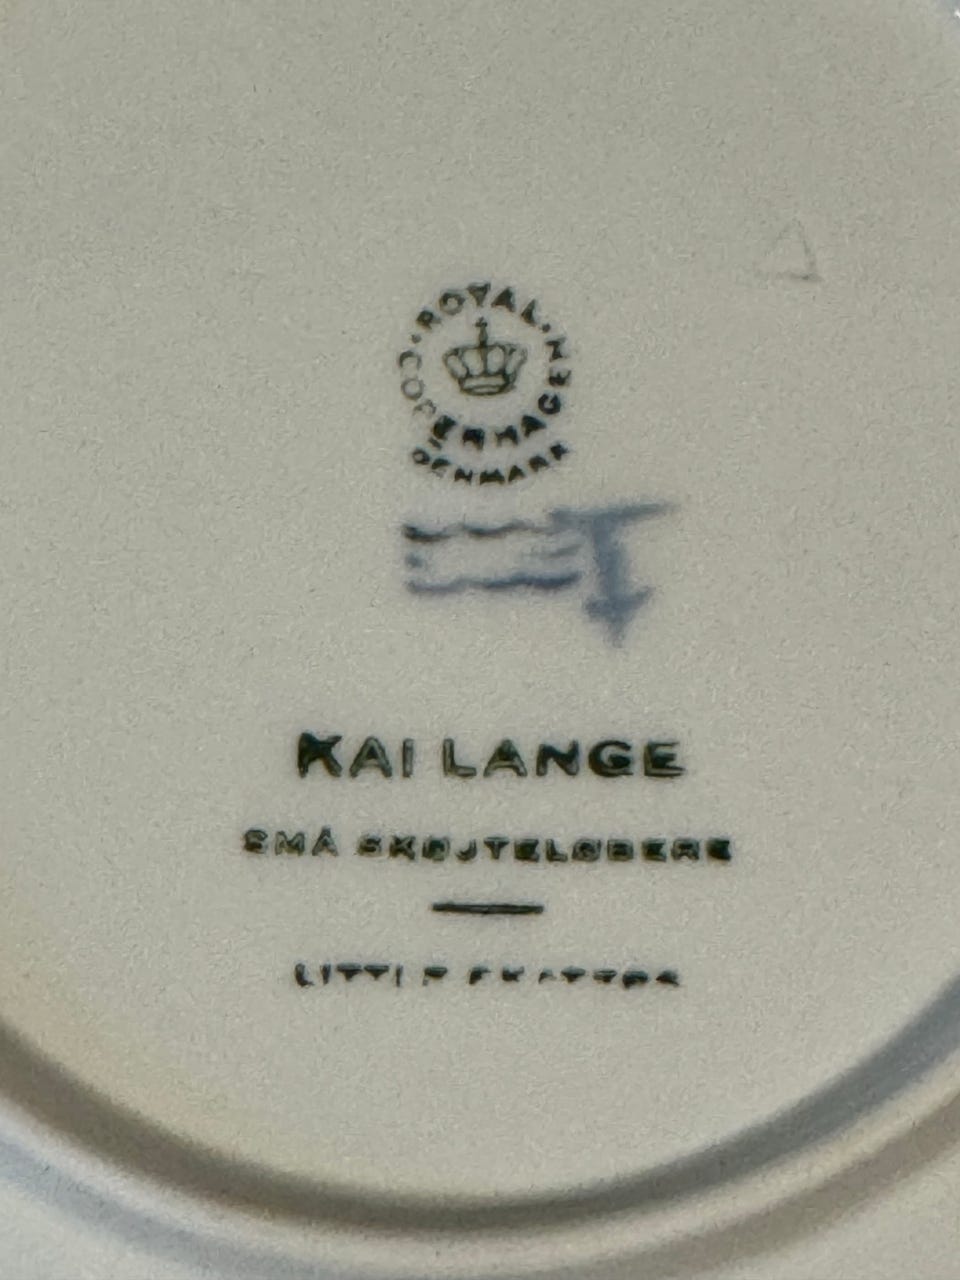 ROYAL
COPENHAGEN
DENMARK
KAI LANGE
SMÅ SKØJTELØBERE
LITTLE SKATERS